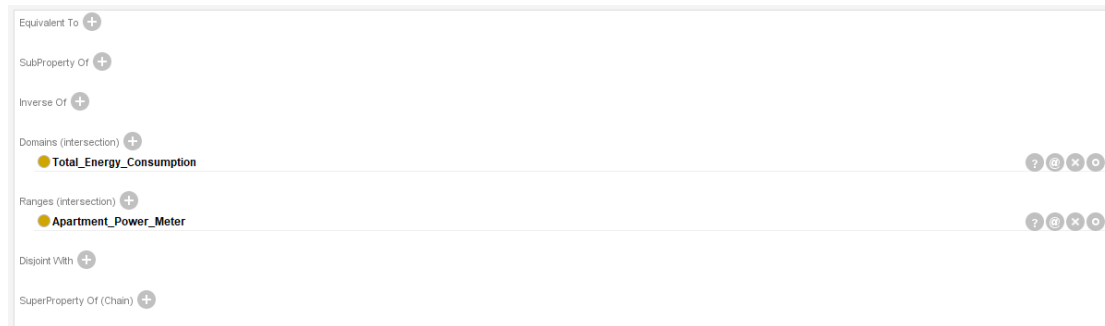 Equivalent To
SubProperty Of
Inverse Of
Domains (intersection)
Total_Energy_Consumption
Ranges (intersection)
Apartment_Power_Meter
Disjoint With
SuperProperty Of (Chain)